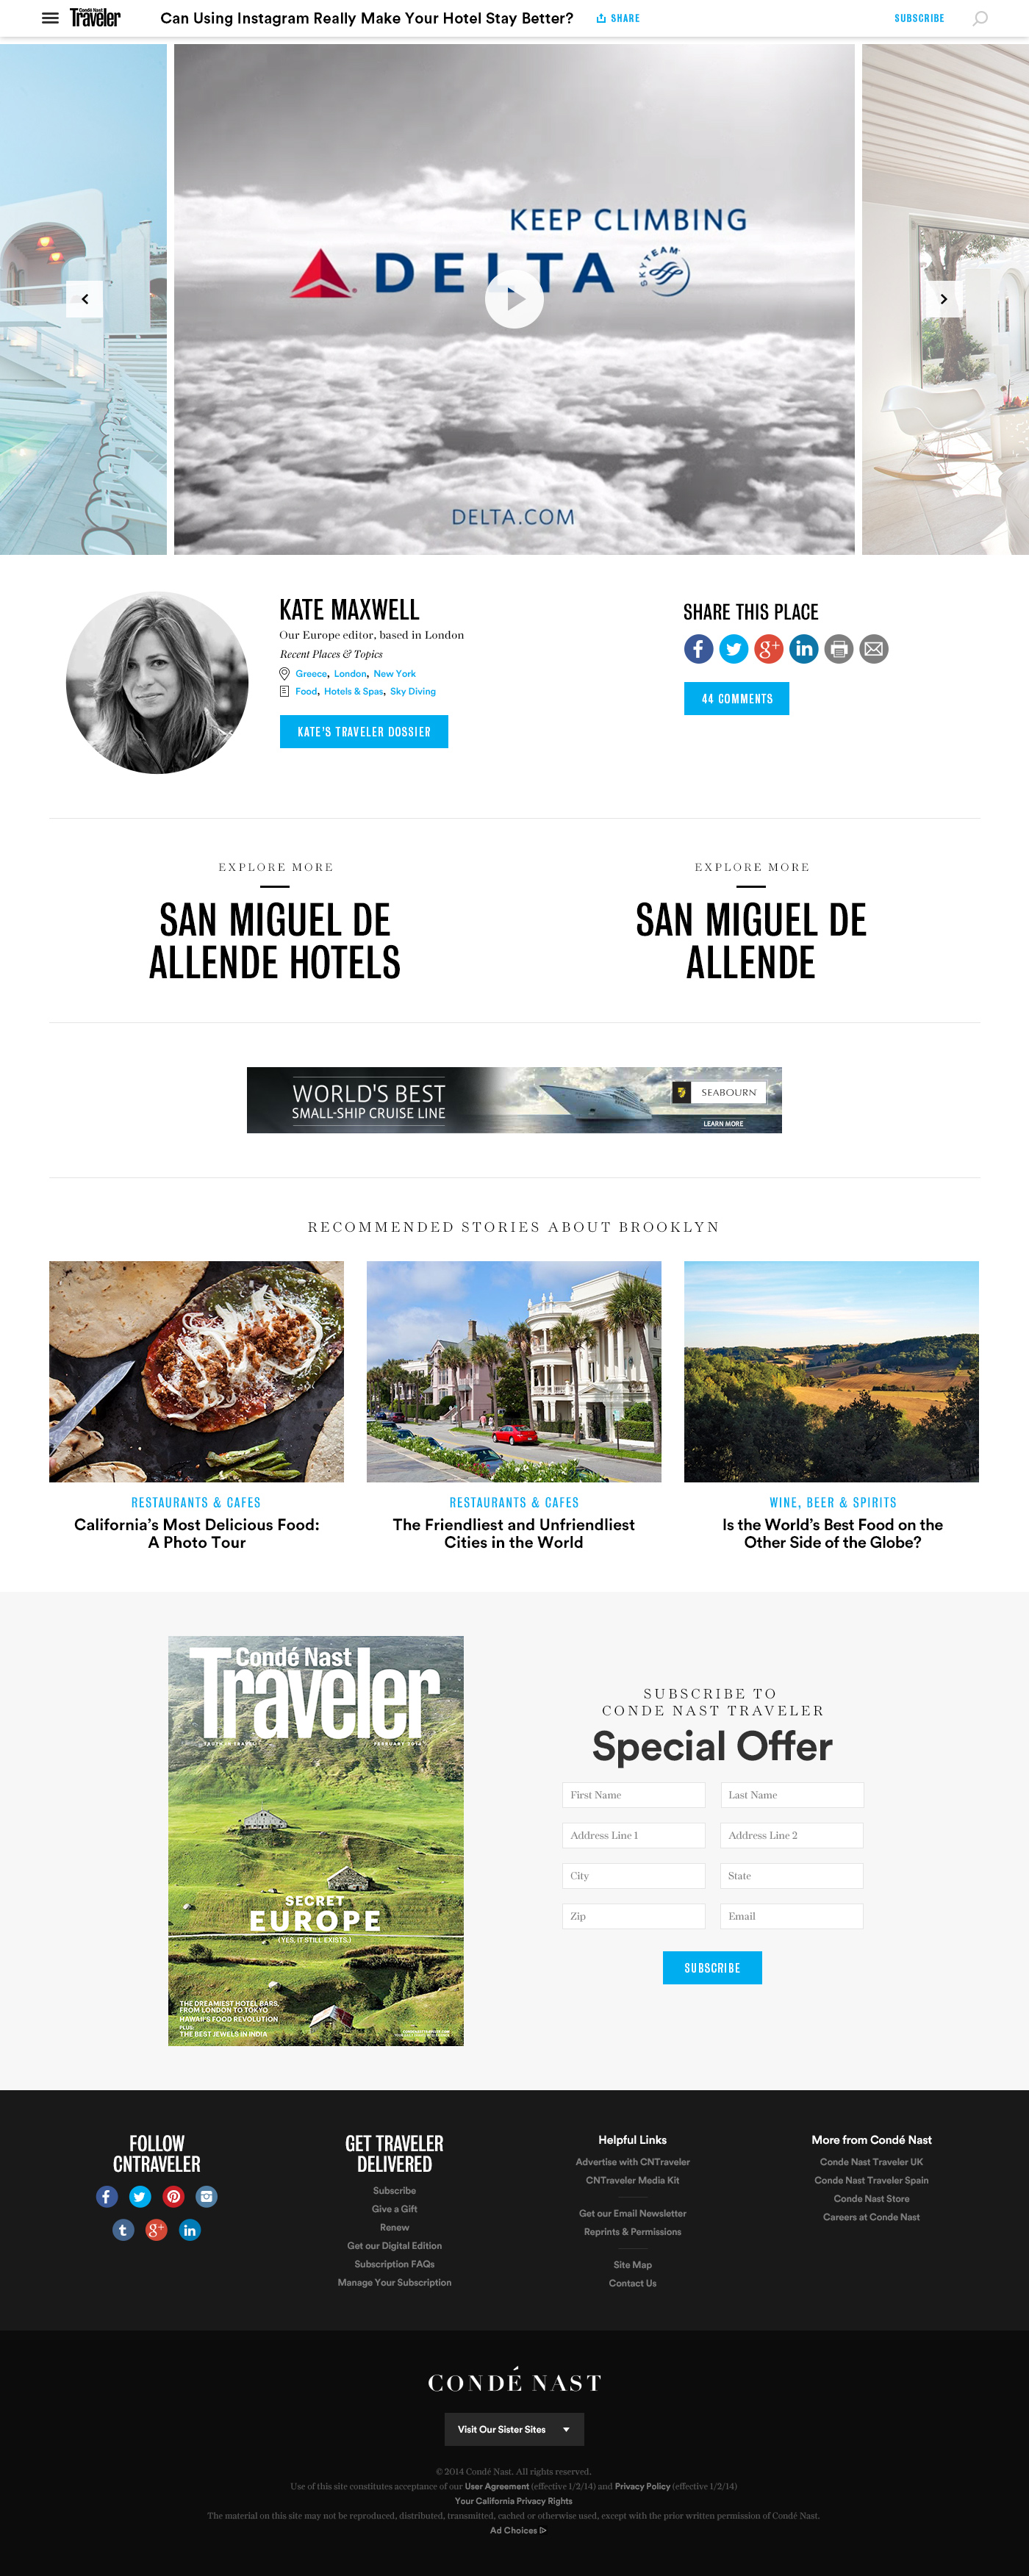 Condé Nast
Traveler
Can Using Instagram Really Make Your Hotel Stay Better?
SHARE
SUBSCRIBE
KEEP CLIMBING
DELTA
SKYTEAM
DELTA.COM
KATE MAXWELL
Our Europe editor, based in London
Recent Places & Topics
Greece, London, New York
Food, Hotels & Spas, Sky Diving
KATE'S TRAVELER DOSSIER
SHARE THIS PLACE
44 COMMENTS
EXPLORE MORE
SAN MIGUEL DE
ALLENDE HOTELS
EXPLORE MORE
SAN MIGUEL DE
ALLENDE
WORLD'S BEST
SMALL-SHIP CRUISE LINE
SEABOURN
LEARN MORE
RECOMMENDED STORIES ABOUT BROOKLYN
RESTAURANTS & CAFES
California's Most Delicious Food:
A Photo Tour
RESTAURANTS & CAFES
The Friendliest and Unfriendliest
Cities in the World
WINE, BEER & SPIRITS
Is the World's Best Food on the
Other Side of the Globe?
Condé Nast
Traveler
TRUTH IN TRAVEL
FEBRUARY 2014
SECRET
EUROPE
(YES, IT STILL EXISTS.)
THE DREAMIEST HOTEL BARS,
FROM LONDON TO TOKYO
HAWAII'S FOOD REVOLUTION
PLUS:
THE BEST JEWELS IN INDIA
SUBSCRIBE TO
CONDE NAST TRAVELER
Special Offer
First Name
Last Name
Address Line 1
Address Line 2
City
State
Zip
Email
SUBSCRIBE
FOLLOW
CNTRAVELER
GET TRAVELER
DELIVERED
Subscribe
Give a Gift
Renew
Get our Digital Edition
Subscription FAQs
Manage Your Subscription
Helpful Links
Advertise with CNTraveler
CNTraveler Media Kit
Get our Email Newsletter
Reprints & Permissions
Site Map
Contact Us
More from Condé Nast
Conde Nast Traveler UK
Conde Nast Traveler Spain
Conde Nast Store
Careers at Conde Nast
CONDÉ NAST
Visit Our Sister Sites
© 2014 Condé Nast. All rights reserved.
Use of this site constitutes acceptance of our User Agreement (effective 1/2/14) and Privacy Policy (effective 1/2/14)
Your California Privacy Rights
The material on this site may not be reproduced, distributed, transmitted, cached or otherwise used, except with the prior written permission of Condé Nast.
Ad Choices